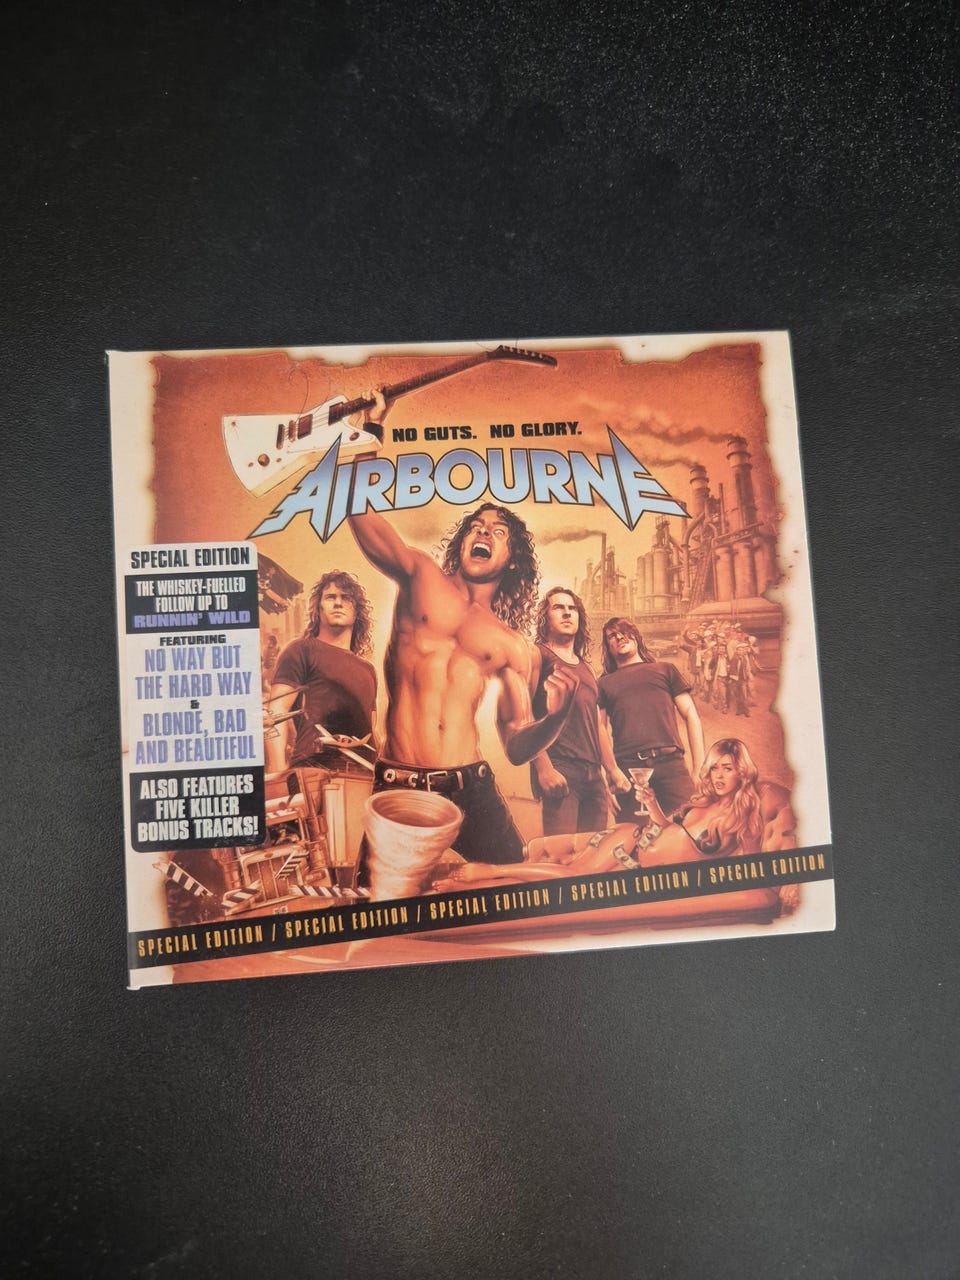 NO GUTS. NO GLORY.
AIRBOURNE
SPECIAL EDITION
THE WHISKEY-FUELLED
FOLLOW UP TO
RUNNIN' WILD
FEATURING
NO WAY BUT
THE HARD WAY
&
BLONDE, BAD
AND BEAUTIFUL
ALSO FEATURES
FIVE KILLER
BONUS TRACKS!
SPECIAL EDITION / SPECIAL EDITION / SPECIAL EDITION / SPECIAL EDITION / SPECIAL EDITION